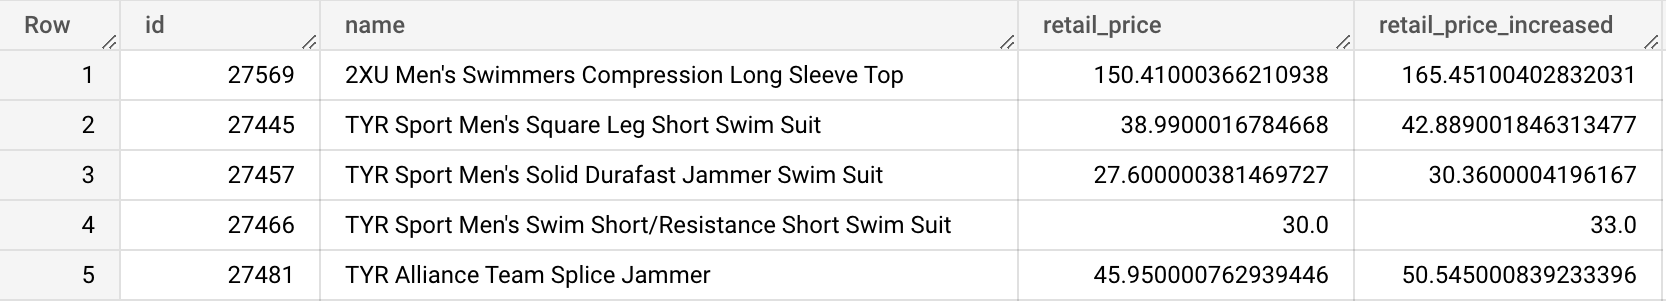 Row id name retail_price retail_price_increased
1 27569 2XU Men's Swimmers Compression Long Sleeve Top 150.41000366210938 165.45100402832031
2 27445 TYR Sport Men's Square Leg Short Swim Suit 38.9900016784668 42.889001846313477
3 27457 TYR Sport Men's Solid Durafast Jammer Swim Suit 27.600000381469727 30.3600004196167
4 27466 TYR Sport Men's Swim Short/Resistance Short Swim Suit 30.0 33.0
5 27481 TYR Alliance Team Splice Jammer 45.950000762939446 50.545000839233396